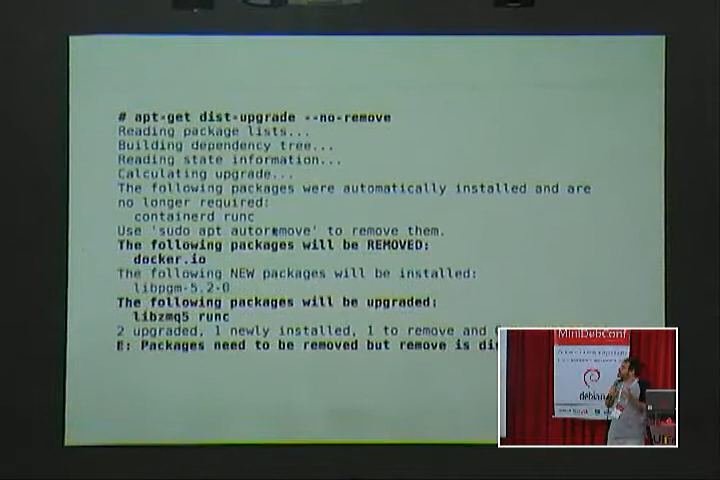 # apt-get dist-upgrade --no-remove
Reading package lists...
Building dependency tree...
Reading state information...
Calculating upgrade...
The following packages were automatically installed and are
no longer required:
containerd runc
Use 'sudo apt autoremove' to remove them.
The following packages will be REMOVED:
docker.io
The following NEW packages will be installed:
libpgm-5.2-0
The following packages will be upgraded:
libzmq5 runc
2 upgraded, 1 newly installed, 1 to remove and
E: Packages need to be removed but remove is
MiniDebConf
debian